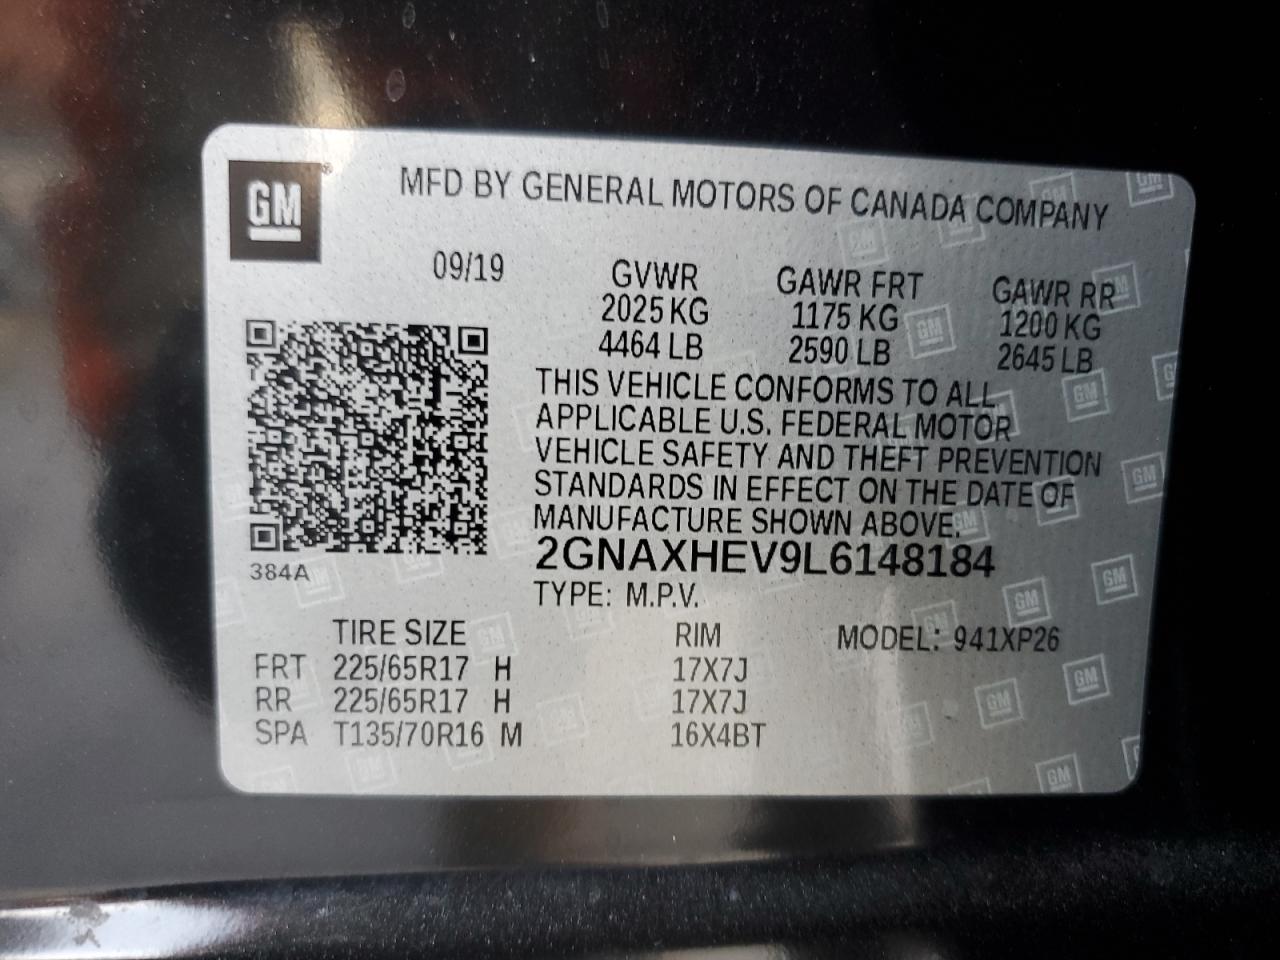 GM
MFD BY GENERAL MOTORS OF CANADA COMPANY
09/19
GVWR GAWR FRT GAWR RR
2025 KG 1175 KG 1200 KG
4464 LB 2590 LB 2645 LB
THIS VEHICLE CONFORMS TO ALL
APPLICABLE U.S. FEDERAL MOTOR
VEHICLE SAFETY AND THEFT PREVENTION
STANDARDS IN EFFECT ON THE DATE OF
MANUFACTURE SHOWN ABOVE.
2GNAXHEV9L6148184
384A
TYPE: M.P.V.
TIRE SIZE RIM MODEL: 941XP26
FRT 225/65R17 H 17X7J
RR 225/65R17 H 17X7J
SPA T135/70R16 M 16X4BT